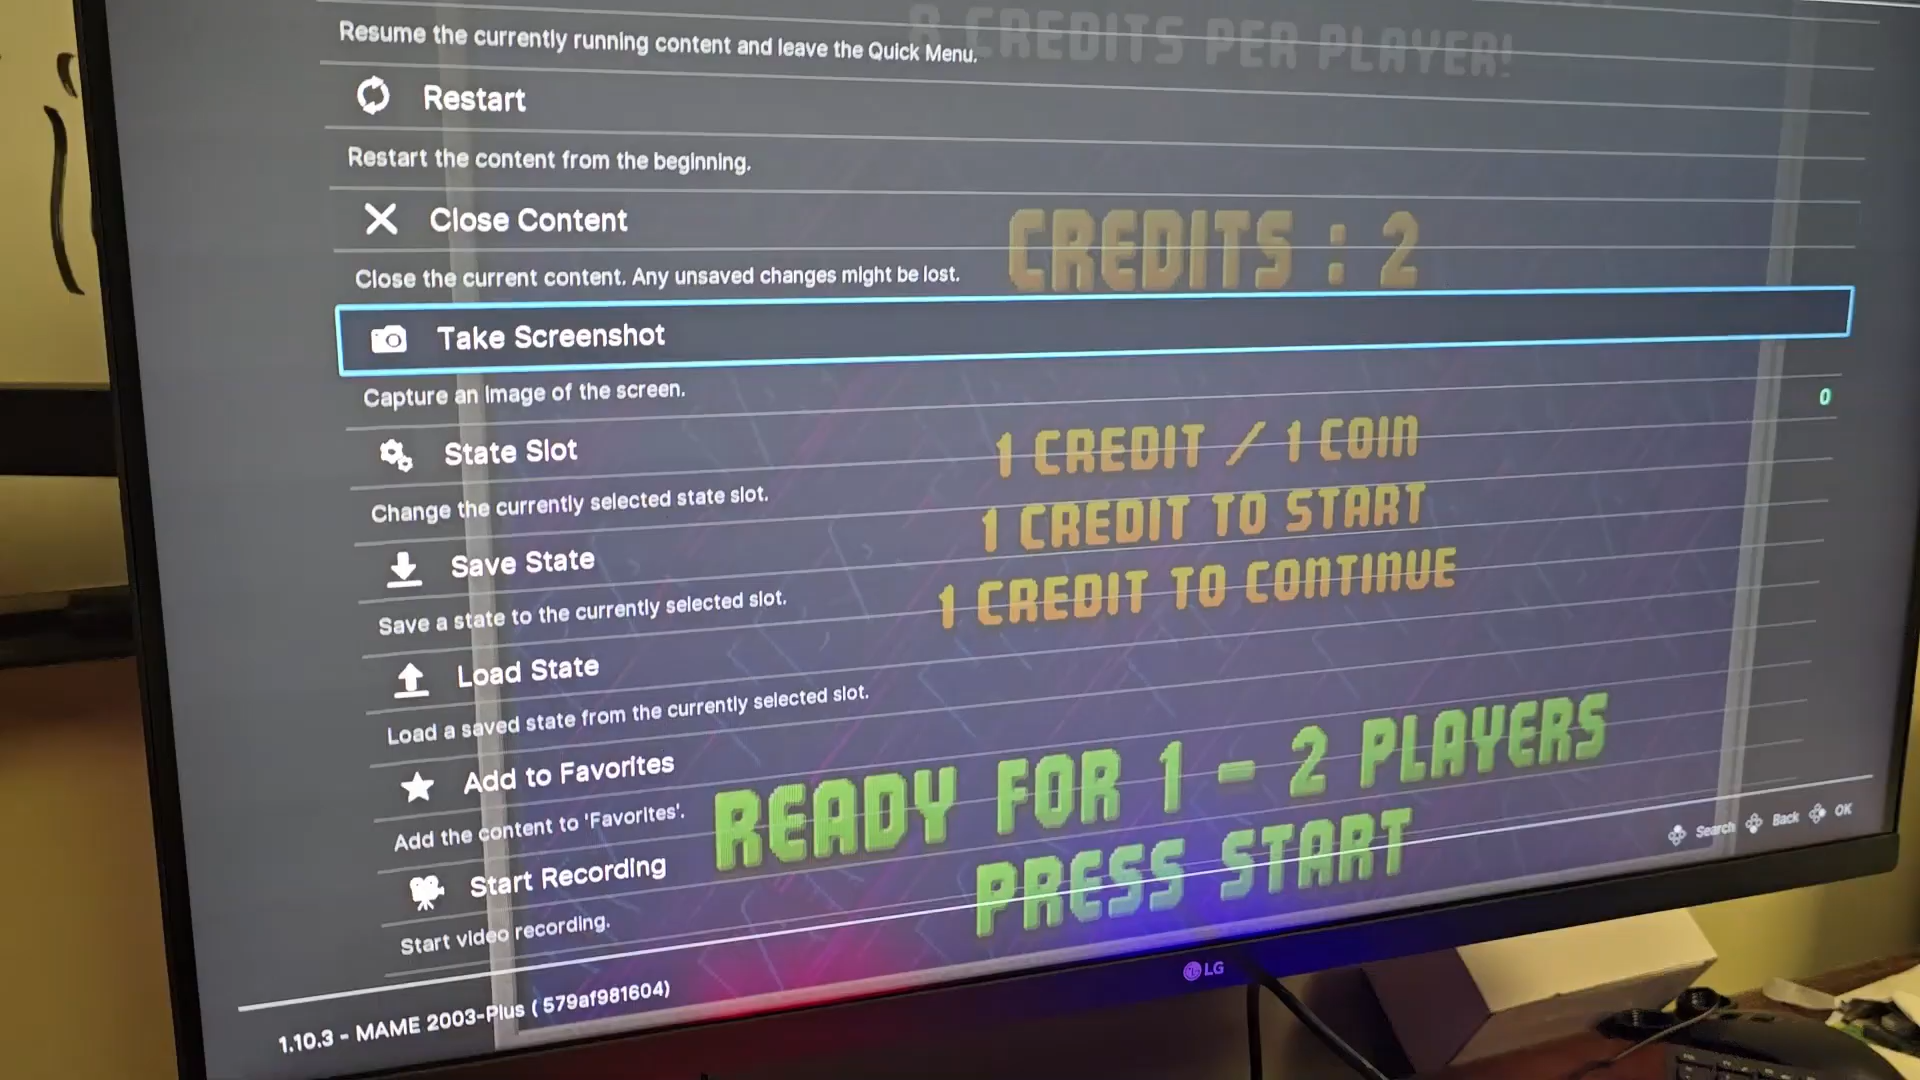 8 CREDITS PER PLAYER!
Resume the currently running content and leave the Quick Menu.
Restart
Restart the content from the beginning.
Close Content
CREDITS : 2
Close the current content. Any unsaved changes might be lost.
Take Screenshot
Capture an image of the screen.
0
1 CREDIT / 1 COIN
State Slot
Change the currently selected state slot.
1 CREDIT TO START
Save State
1 CREDIT TO CONTINUE
Save a state to the currently selected slot.
Load State
Load a saved state from the currently selected slot.
READY FOR 1 - 2 PLAYERS
Add to Favorites
Add the content to 'Favorites'.
Search Back OK
PRESS START
Start Recording
Start video recording.
LG
1.10.3 - MAME 2003-Plus (579af981604)